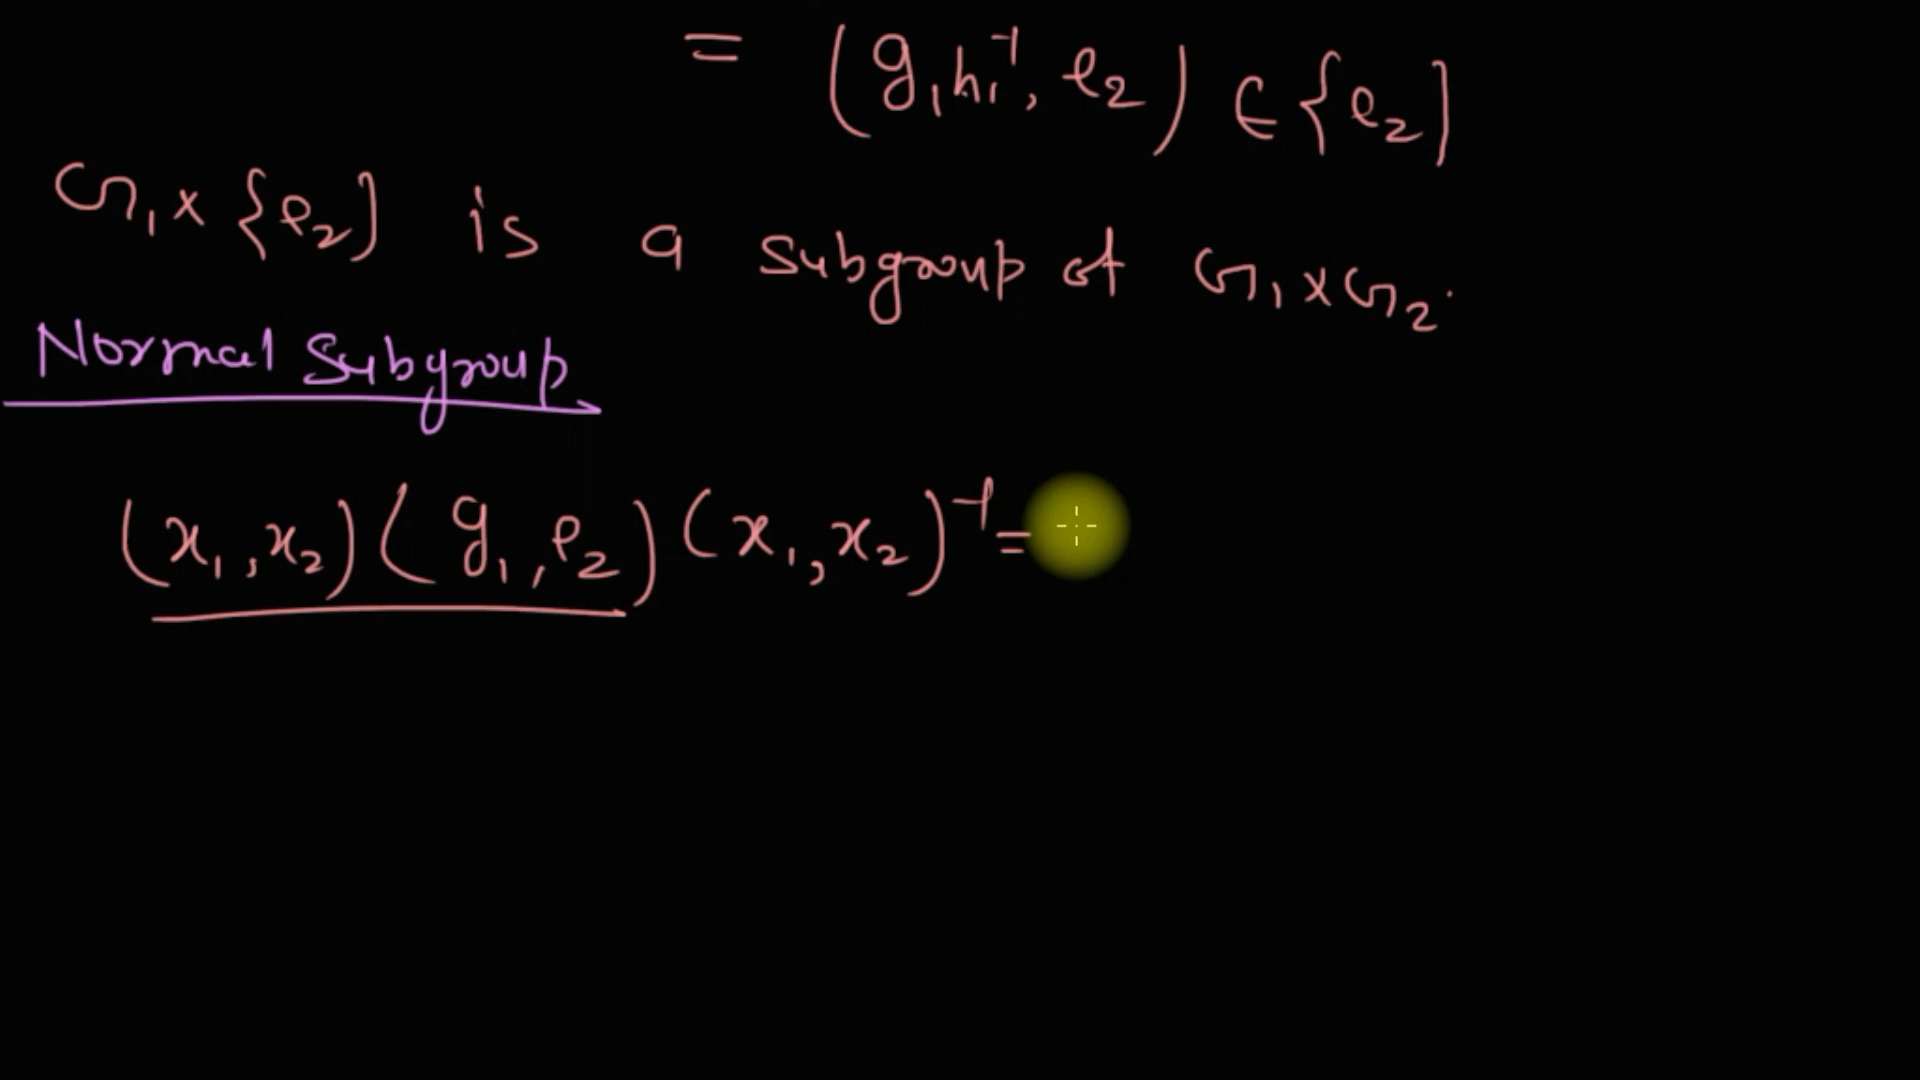 = (g₁h₁⁻¹, e₂) ∈ {e₂}
G₁ × {e₂} is a subgroup of G₁ × G₂.
Normal Subgroup
(x₁, x₂)(g₁, e₂)(x₁, x₂)⁻¹ =